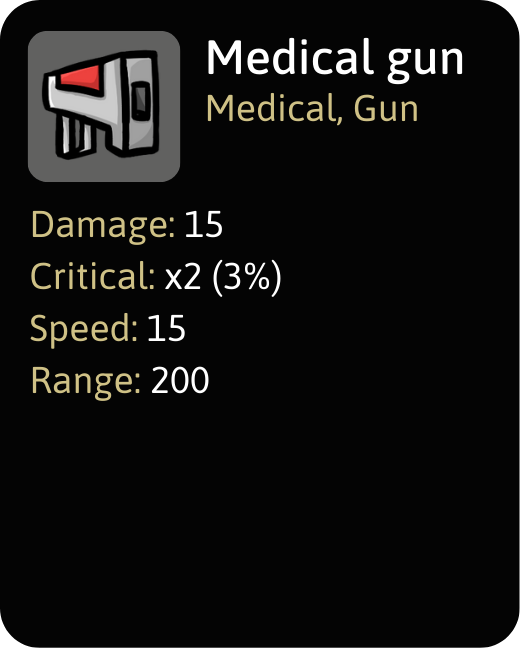 Medical gun
Medical, Gun
Damage: 15
Critical: x2 (3%)
Speed: 15
Range: 200